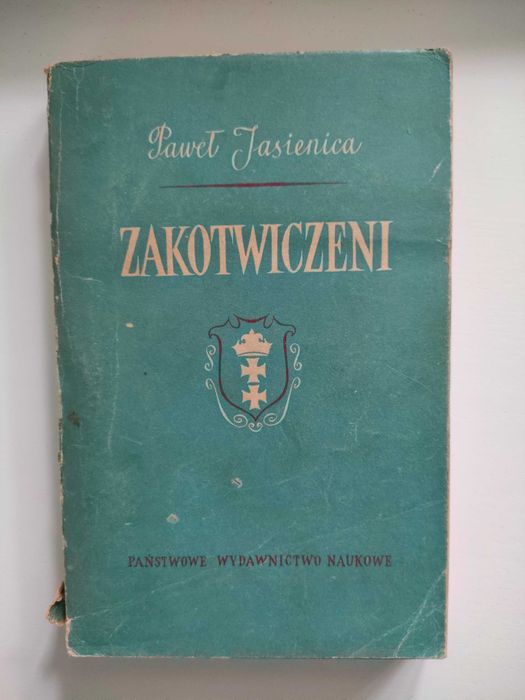 Paweł Jasienica
ZAKOTWICZENI
PAŃSTWOWE WYDAWNICTWO NAUKOWE